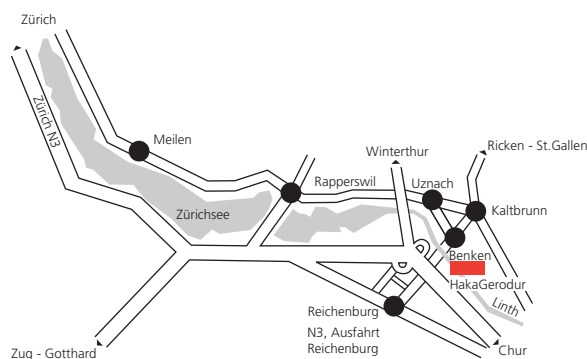 Zürich
Zürich N3
Meilen
Winterthur
Ricken - St.Gallen
Rapperswil
Uznach
Kaltbrunn
Zürichsee
Benken
HakaGerodur
Linth
Reichenburg
N3, Ausfahrt
Reichenburg
Zug - Gotthard
Chur